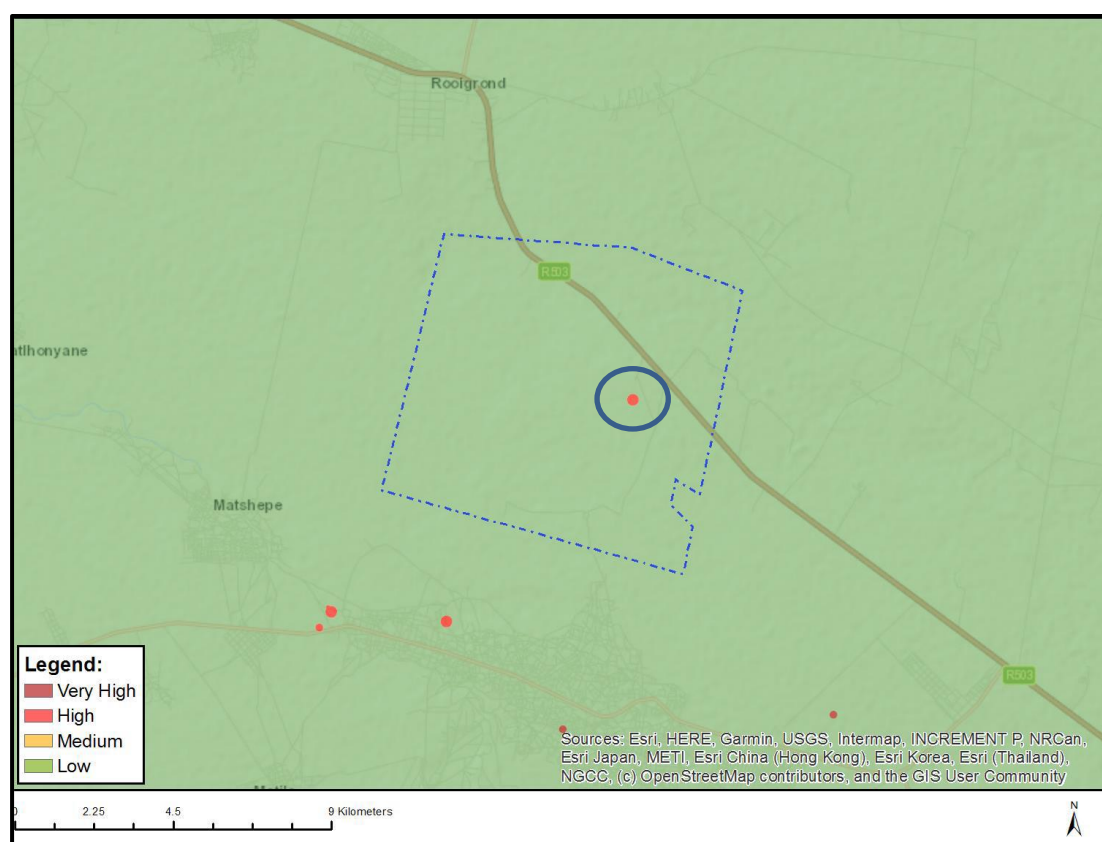 Rooigrond
R503
atlhonyane
Matshepe
Legend:
Very High
High
Medium
Low
R503
Sources: Esri, HERE, Garmin, USGS, Intermap, INCREMENT P, NRCan,
Esri Japan, METI, Esri China (Hong Kong), Esri Korea, Esri (Thailand),
NGCC, (c) OpenStreetMap contributors, and the GIS User Community
0 2.25 4.5 9 Kilometers
N